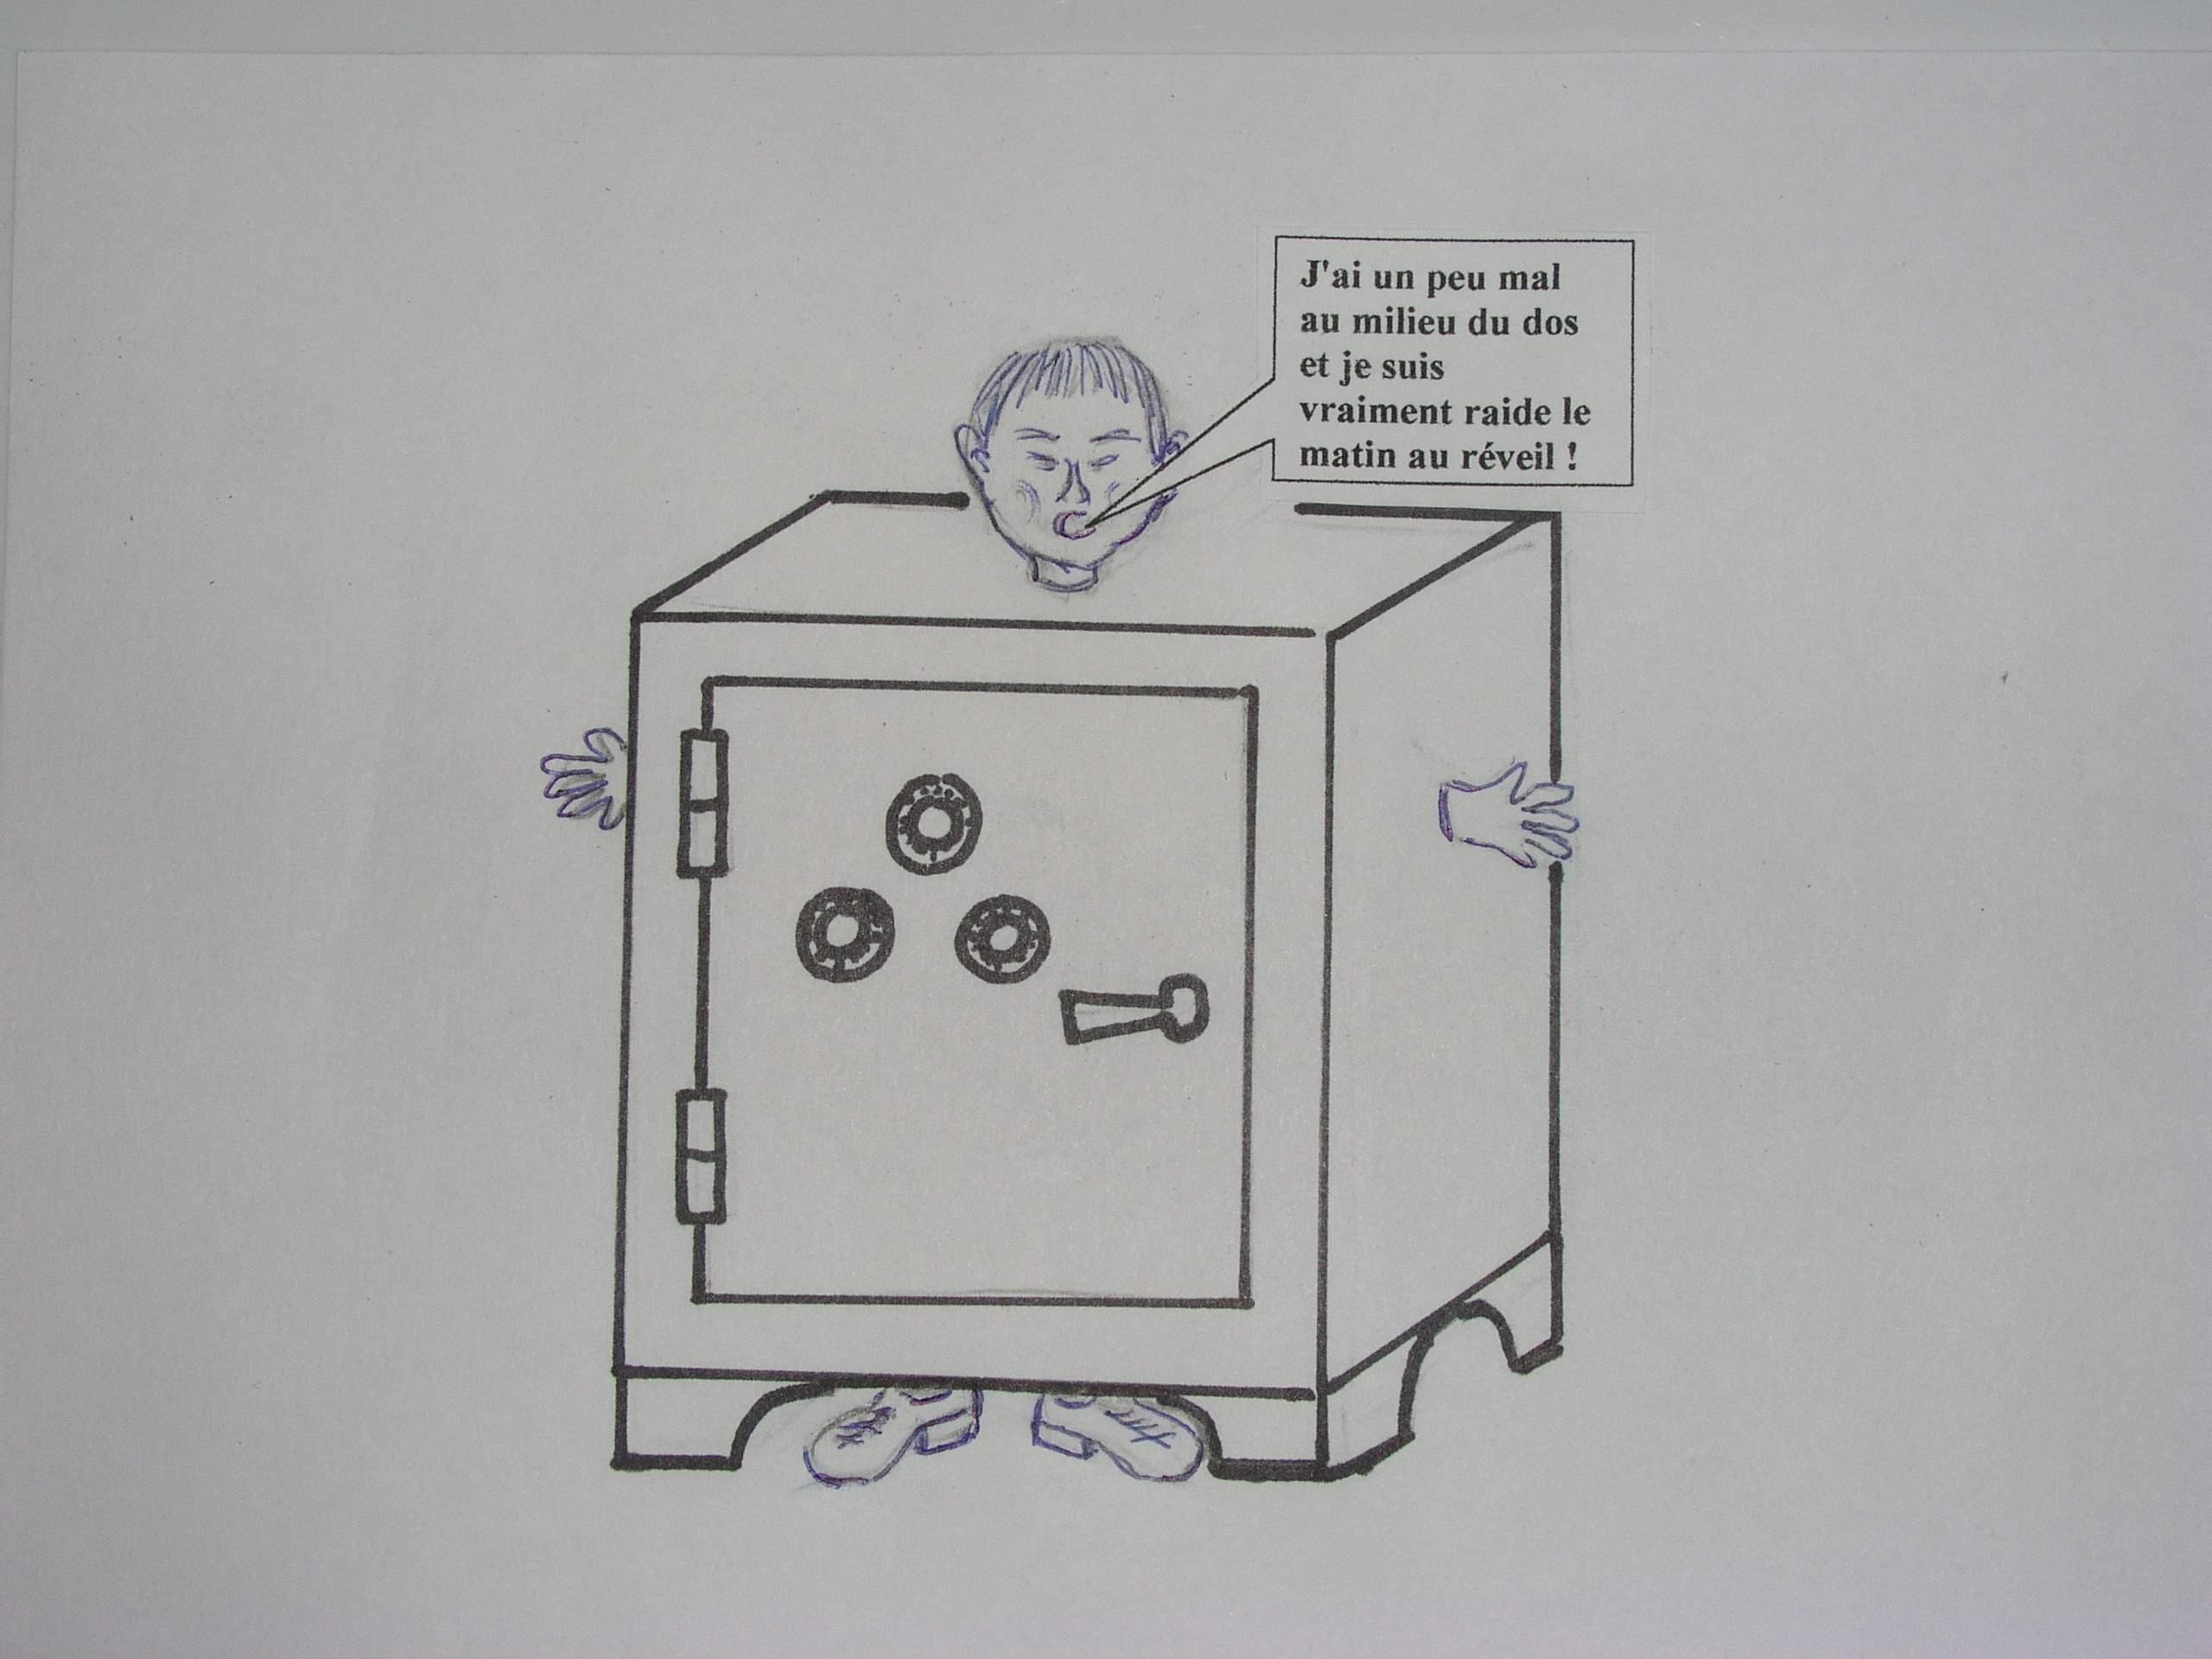 J'ai un peu mal
au milieu du dos
et je suis
vraiment raide le
matin au réveil !